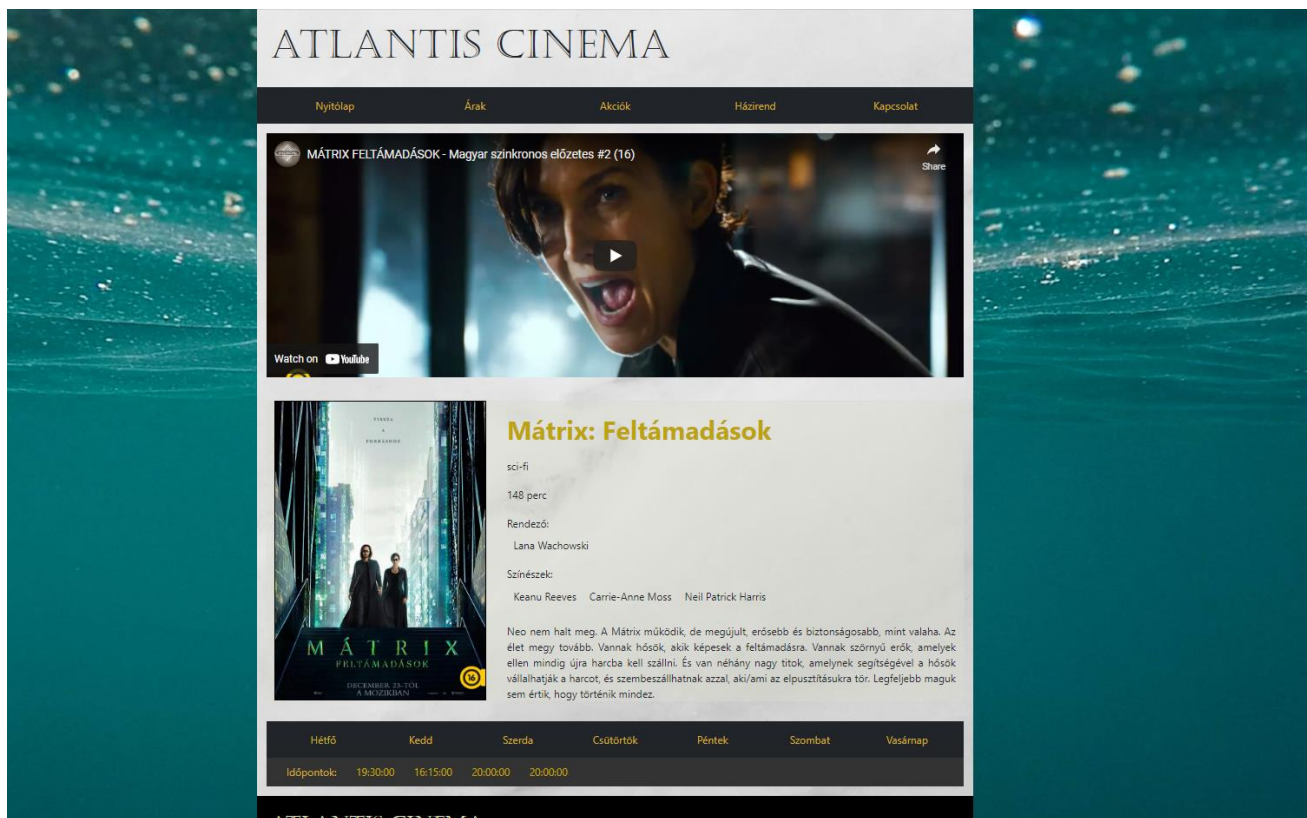 ATLANTIS CINEMA
Nyitólap Árak Akciók Házirend Kapcsolat
MÁTRIX FELTÁMADÁSOK - Magyar szinkronos előzetes #2 (16)
Share
Watch on YouTube
VISSZA
A
FORRÁSHOZ
MÁTRIX
FELTÁMADÁSOK
16
DECEMBER 23-TÓL
A MOZIKBAN
Mátrix: Feltámadások
sci-fi
148 perc
Rendező:
Lana Wachowski
Színészek:
Keanu Reeves Carrie-Anne Moss Neil Patrick Harris
Neo nem halt meg. A Mátrix működik, de megújult, erősebb és biztonságosabb, mint valaha. Az
élet megy tovább. Vannak hősök, akik képesek a feltámadásra. Vannak szörnyű erők, amelyek
ellen mindig újra harcba kell szállni. És van néhány nagy titok, amelynek segítségével a hősök
vállalhatják a harcot, és szembeszállhatnak azzal, aki/ami az elpusztításukra tör. Legfeljebb maguk
sem értik, hogy történik mindez.
Hétfő Kedd Szerda Csütörtök Péntek Szombat Vasárnap
Időpontok: 19:30:00 16:15:00 20:00:00 20:00:00
ATLANTIS CINEMA